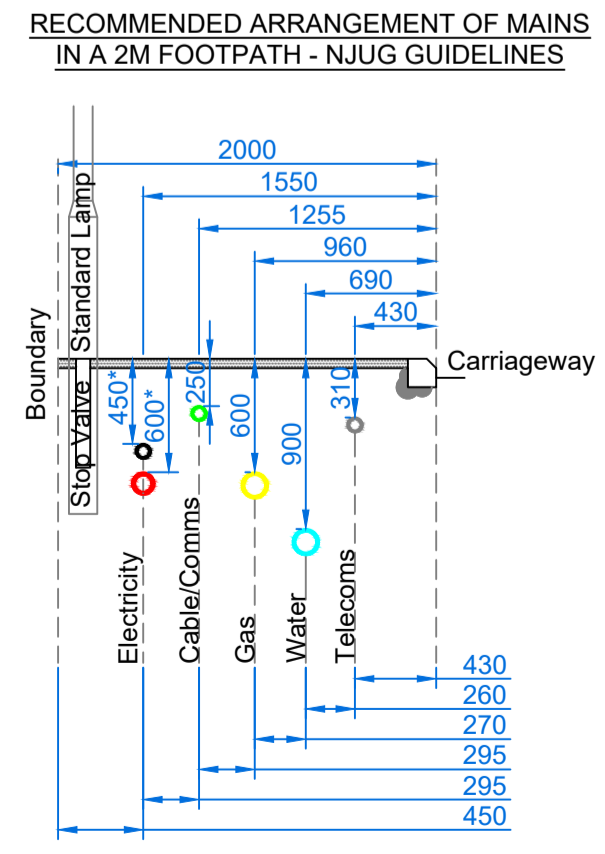 RECOMMENDED ARRANGEMENT OF MAINS
IN A 2M FOOTPATH - NJUG GUIDELINES
2000
1550
1255
960
690
430
Boundary
Stop Valve
Standard Lamp
Carriageway
450*
600*
250
600
900
310
Electricity
Cable/Comms
Gas
Water
Telecoms
430
260
270
295
295
450